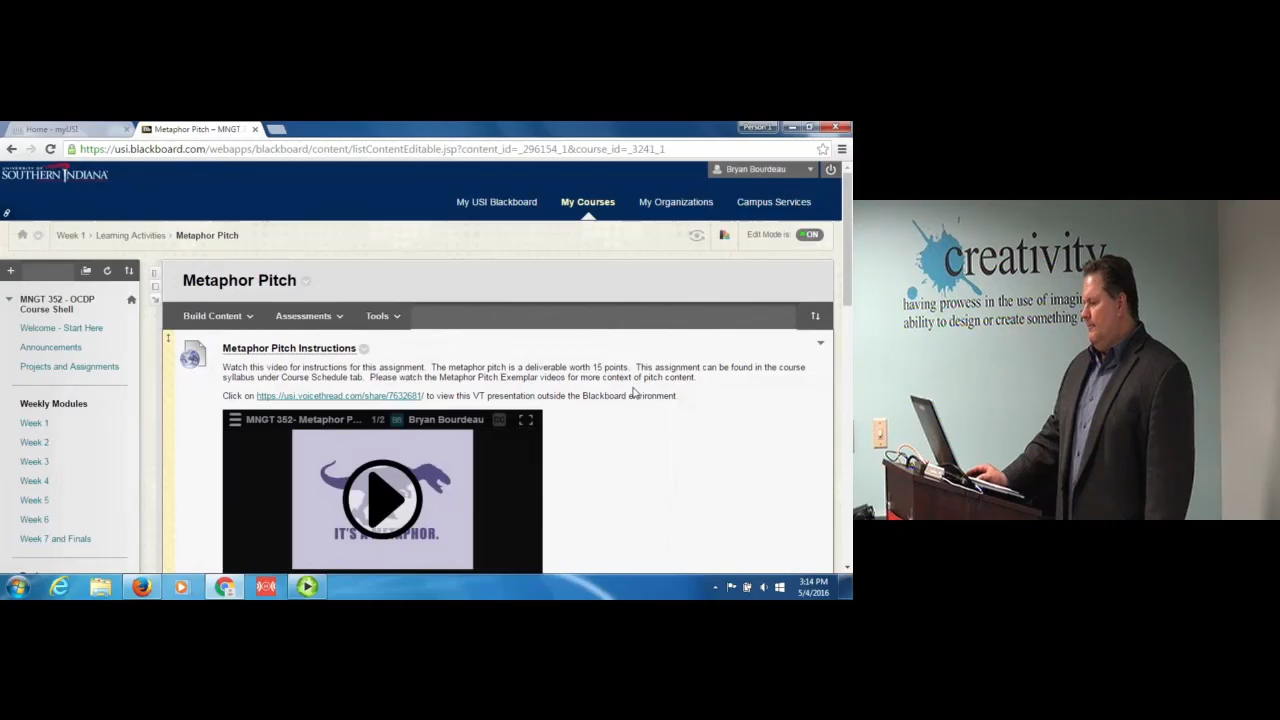 Home - myUSI
Metaphor Pitch – MNGT
Person 1
https://usi.blackboard.com/webapps/blackboard/content/listContentEditable.jsp?content_id=_296154_1&course_id=_3241_1
UNIVERSITY OF
SOUTHERN INDIANA
Bryan Bourdeau
My USI Blackboard
My Courses
My Organizations
Campus Services
Week 1 > Learning Activities > Metaphor Pitch
Edit Mode is: ON
MNGT 352 - OCDP
Course Shell
Welcome - Start Here
Announcements
Projects and Assignments
Weekly Modules
Week 1
Week 2
Week 3
Week 4
Week 5
Week 6
Week 7 and Finals
Metaphor Pitch
Build Content
Assessments
Tools
Metaphor Pitch Instructions
Watch this video for instructions for this assignment. The metaphor pitch is a deliverable worth 15 points. This assignment can be found in the course
syllabus under Course Schedule tab. Please watch the Metaphor Pitch Exemplar videos for more context of pitch content.
Click on https://usi.voicethread.com/share/7632681/ to view this VT presentation outside the Blackboard environment.
MNGT 352- Metaphor P... 1/2 BB Bryan Bourdeau
IT'S A METAPHOR.
3:14 PM
5/4/2016
creativity
having prowess in the use of
ability to design or create something